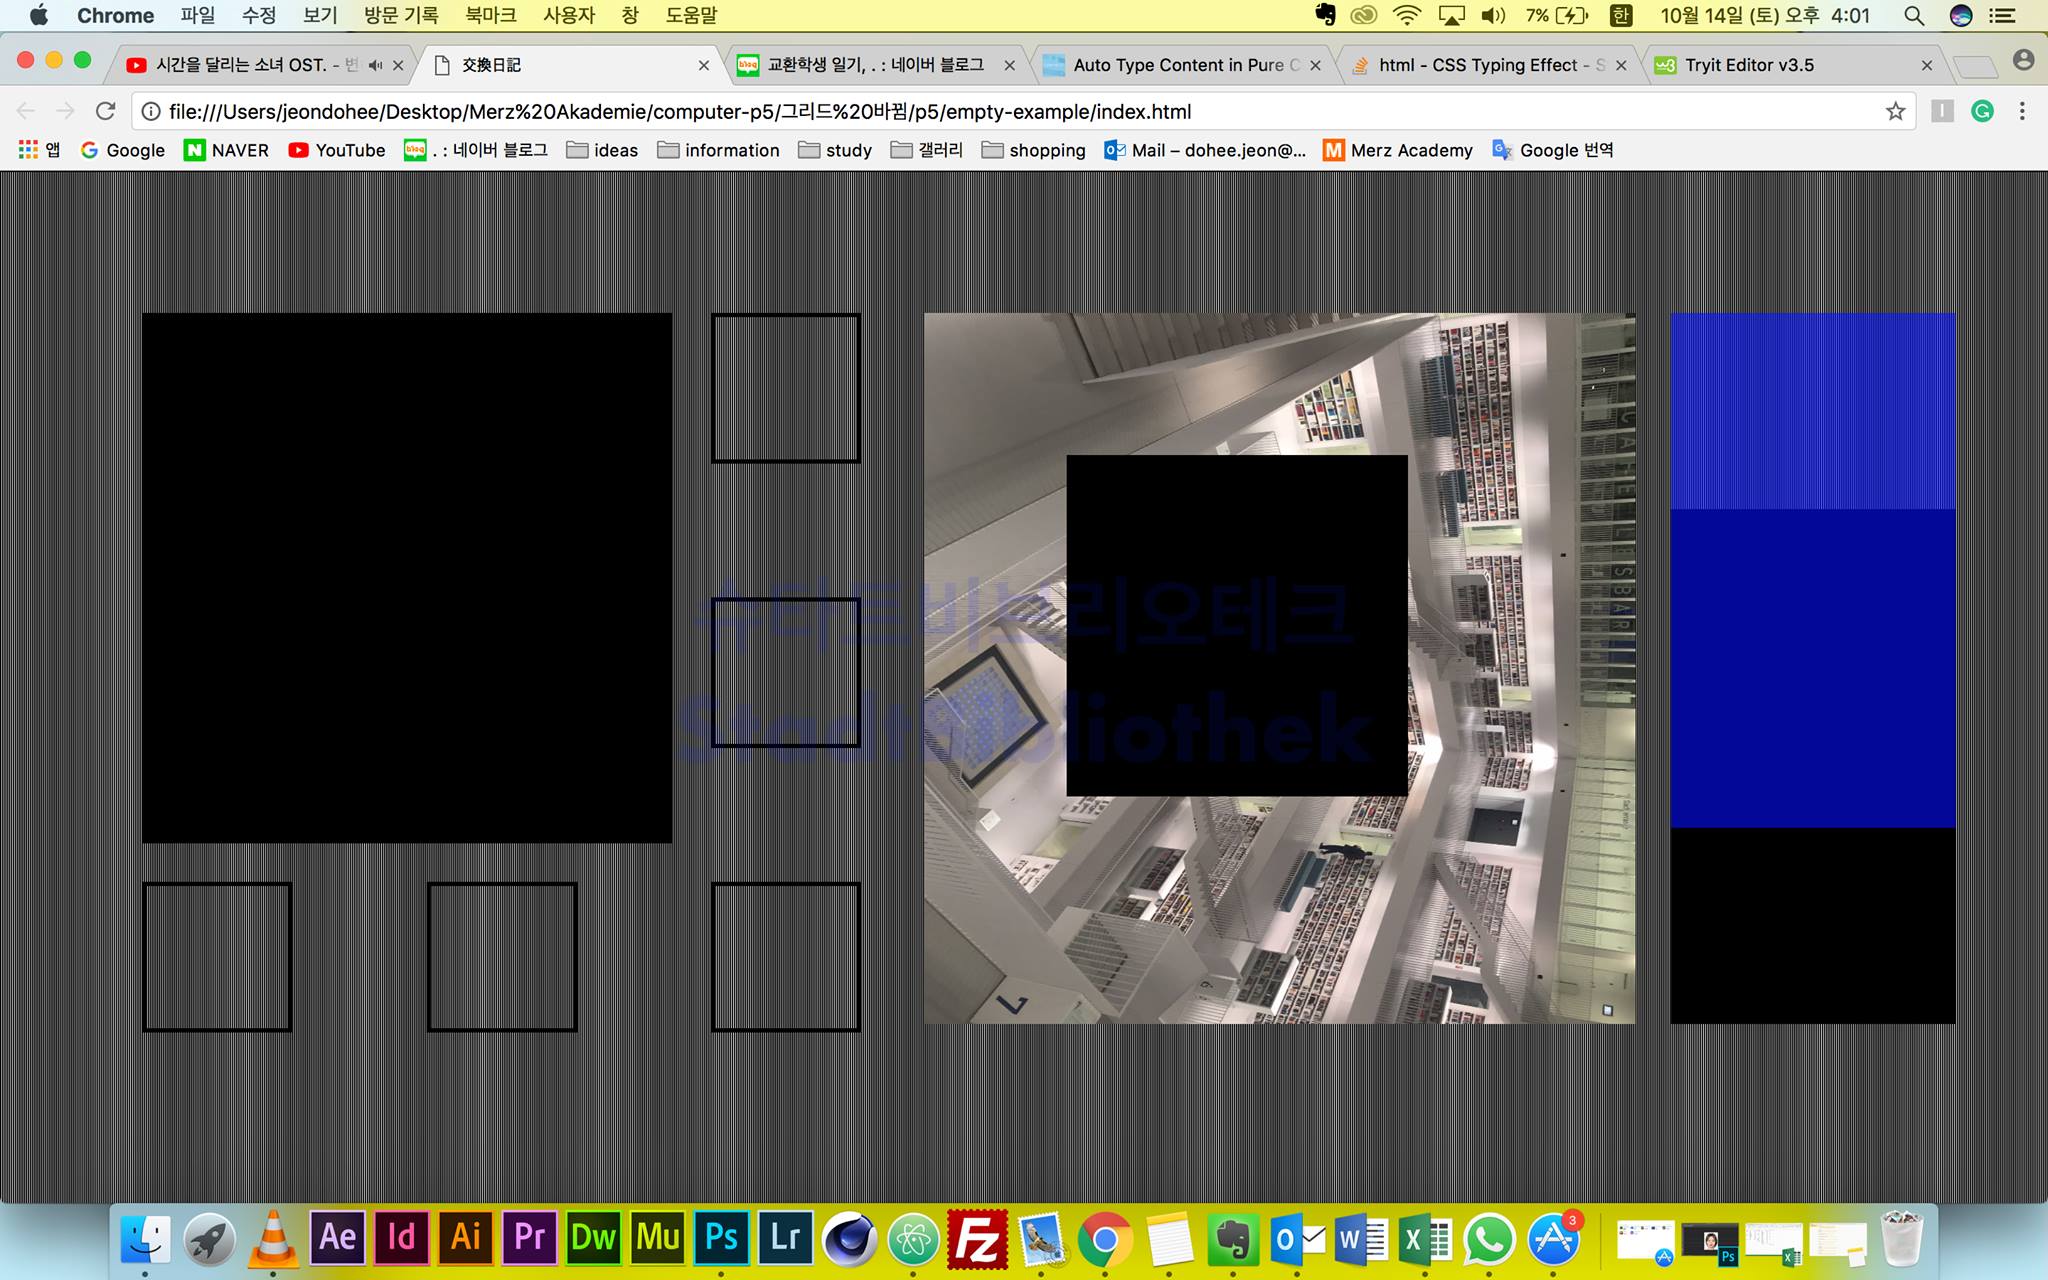 Chrome 파일 수정 보기 방문 기록 북마크 사용자 창 도움말 7% 한 10월 14일 (토) 오후 4:01
시간을 달리는 소녀 OST. - 변 交換日記 교환학생 일기, . : 네이버 블로그 Auto Type Content in Pure C html - CSS Typing Effect - S Tryit Editor v3.5
file:///Users/jeondohee/Desktop/Merz%20Akademie/computer-p5/그리드%20바뀜/p5/empty-example/index.html
앱 Google NAVER YouTube . : 네이버 블로그 ideas information study 갤러리 shopping Mail – dohee.jeon@... Merz Academy Google 번역
슈타트비브리오테크
Stadtbibliothek
Ae Id Ai Pr Dw Mu Ps Lr Fz 3